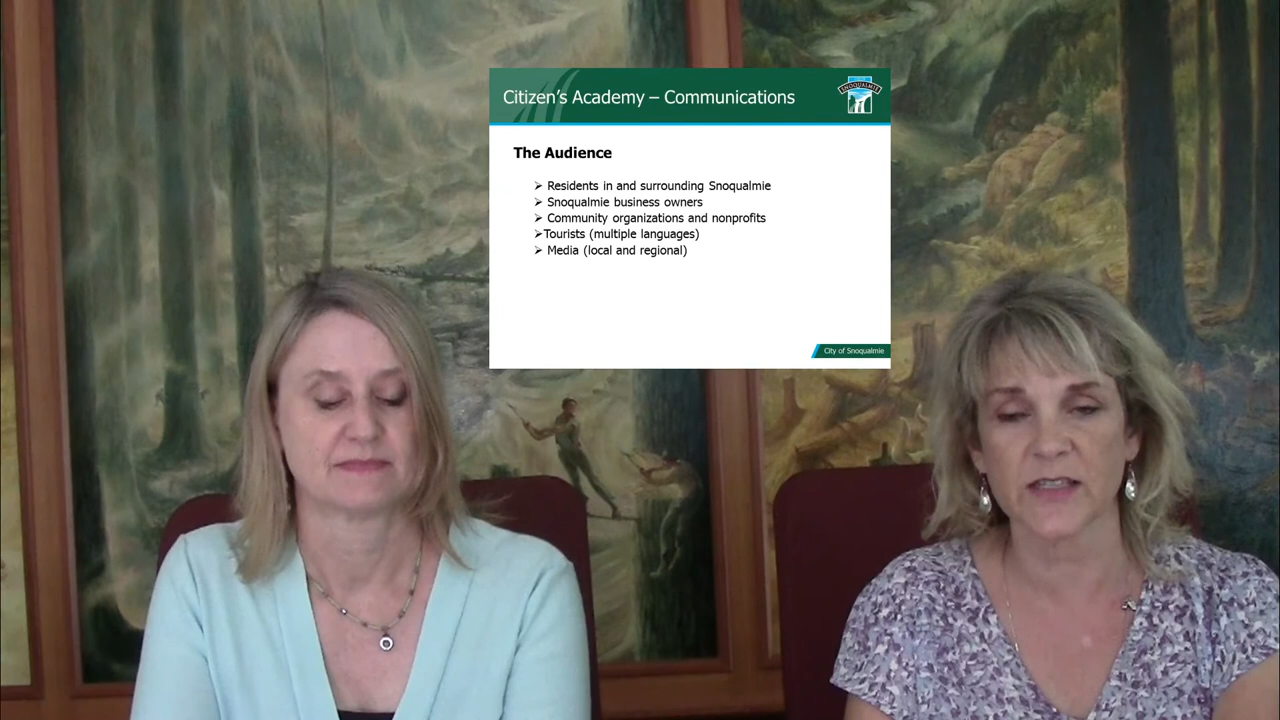 Citizen's Academy – Communications
SNOQUALMIE
The Audience
➢ Residents in and surrounding Snoqualmie
➢ Snoqualmie business owners
➢ Community organizations and nonprofits
➢Tourists (multiple languages)
➢ Media (local and regional)
City of Snoqualmie